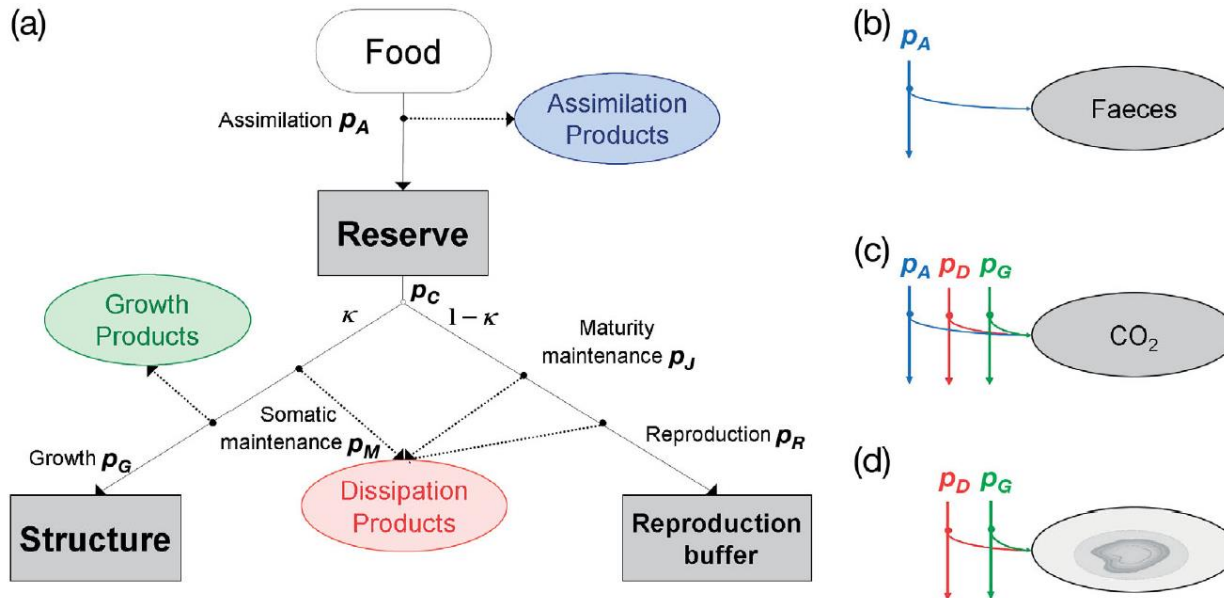 (a)
Food
Assimilation p_A
Assimilation
Products
Reserve
p_C
κ
1 – κ
Growth
Products
Maturity
maintenance p_J
Somatic
maintenance p_M
Growth p_G
Reproduction p_R
Dissipation
Products
Structure
Reproduction
buffer
(b)
p_A
Faeces
(c)
p_A p_D p_G
CO₂
(d)
p_D p_G